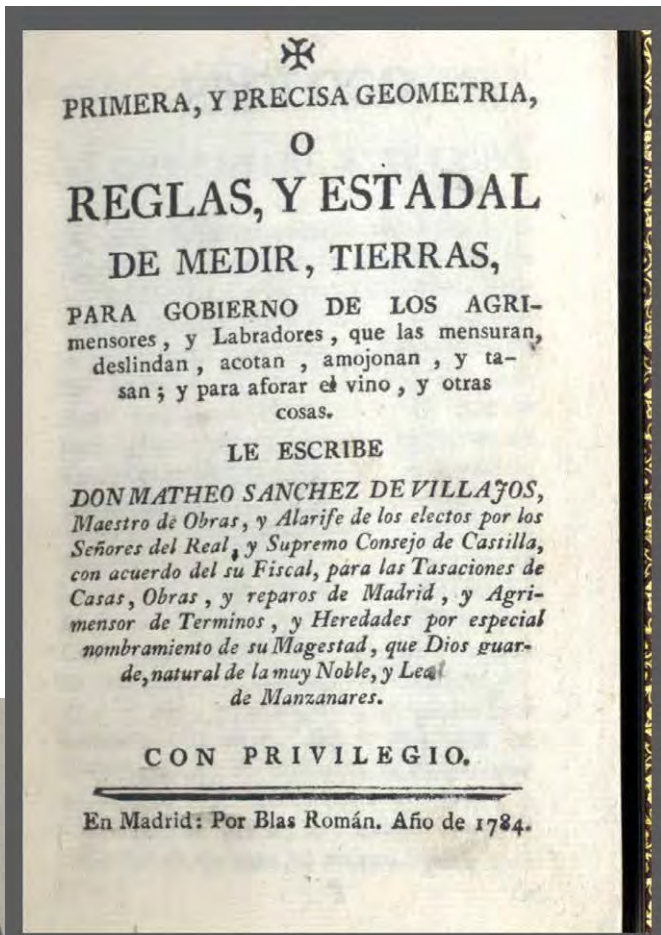 PRIMERA, Y PRECISA GEOMETRIA,
O
REGLAS, Y ESTADAL
DE MEDIR, TIERRAS,
PARA GOBIERNO DE LOS AGRI-
mensores, y Labradores, que las mensuran,
deslindan, acotan, amojonan, y ta-
san; y para aforar el vino, y otras
cosas.
LE ESCRIBE
DON MATHEO SANCHEZ DE VILLAJOS,
Maestro de Obras, y Alarife de los electos por los
Señores del Real, y Supremo Consejo de Castilla,
con acuerdo del su Fiscal, para las Tasaciones de
Casas, Obras, y reparos de Madrid, y Agri-
mensor de Terminos, y Heredades por especial
nombramiento de su Magestad, que Dios guar-
de, natural de la muy Noble, y Leal
de Manzanares.
CON PRIVILEGIO.
En Madrid: Por Blas Román. Año de 1784.